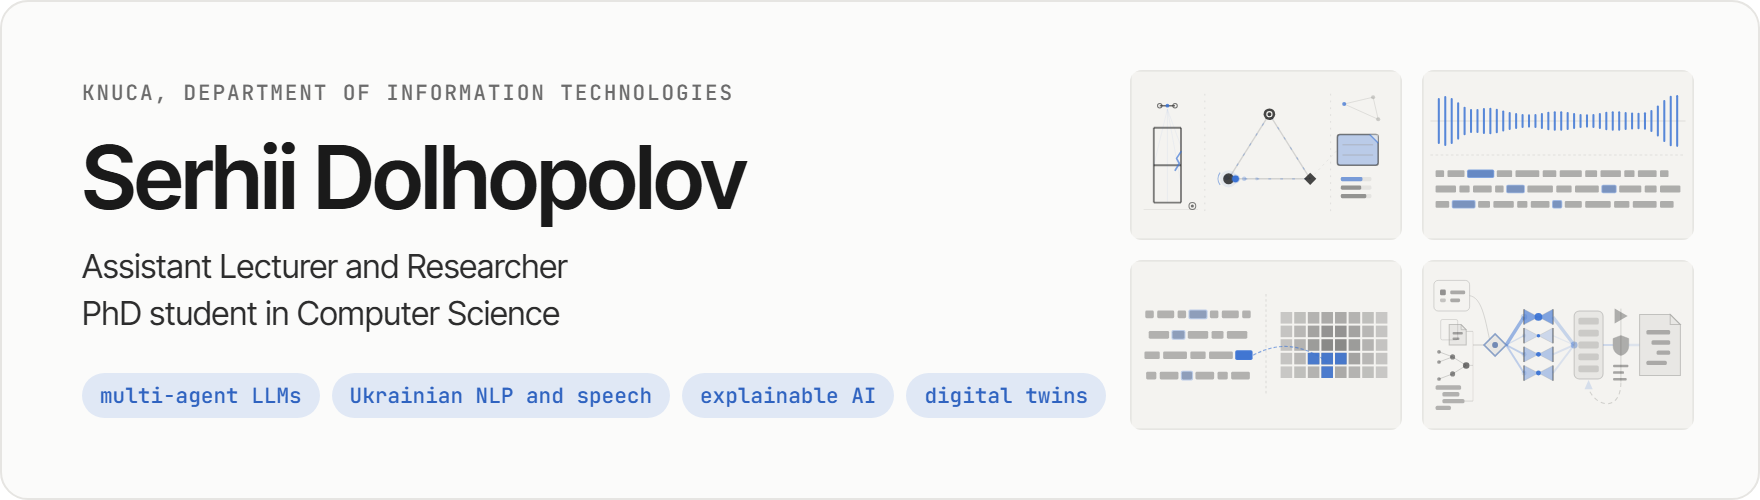 KNUCA, DEPARTMENT OF INFORMATION TECHNOLOGIES
Serhii Dolhopolov
Assistant Lecturer and Researcher
PhD student in Computer Science
multi-agent LLMs
Ukrainian NLP and speech
explainable AI
digital twins